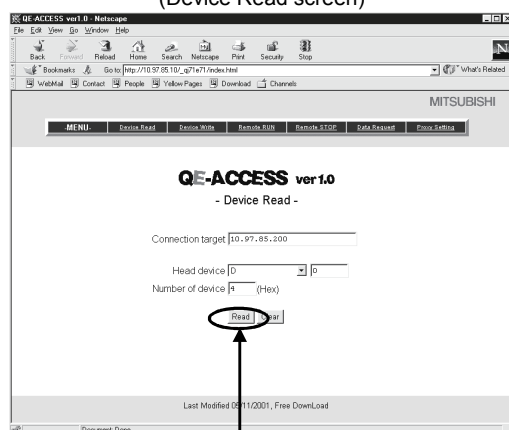 (Device Read screen)
QE-ACCESS ver1.0 - Netscape
File Edit View Go Window Help
Back Forward Reload Home Search Netscape Print Security Stop
N
Bookmarks Go to: http://10.97.85.10/_qj71e71/index.html What's Related
WebMail Contact People Yellow Pages Download Channels
MITSUBISHI
-MENU- Device Read Device Write Remote RUN Remote STOP Data Request Proxy Setting
QE-ACCESS ver1.0
- Device Read -
Connection target 10.97.85.200
Head device D 0
Number of device 4 (Hex)
Read Clear
Last Modified 09/11/2001, Free DownLoad
Document: Done